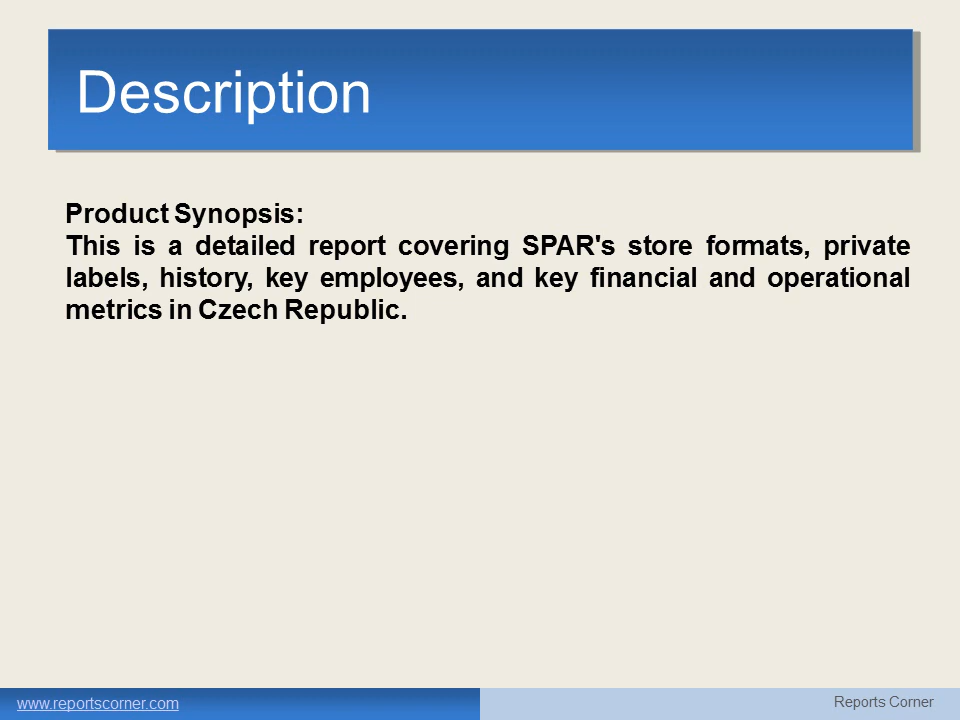 Description
Product Synopsis:
This is a detailed report covering SPAR's store formats, private
labels, history, key employees, and key financial and operational
metrics in Czech Republic.
www.reportscorner.com
Reports Corner